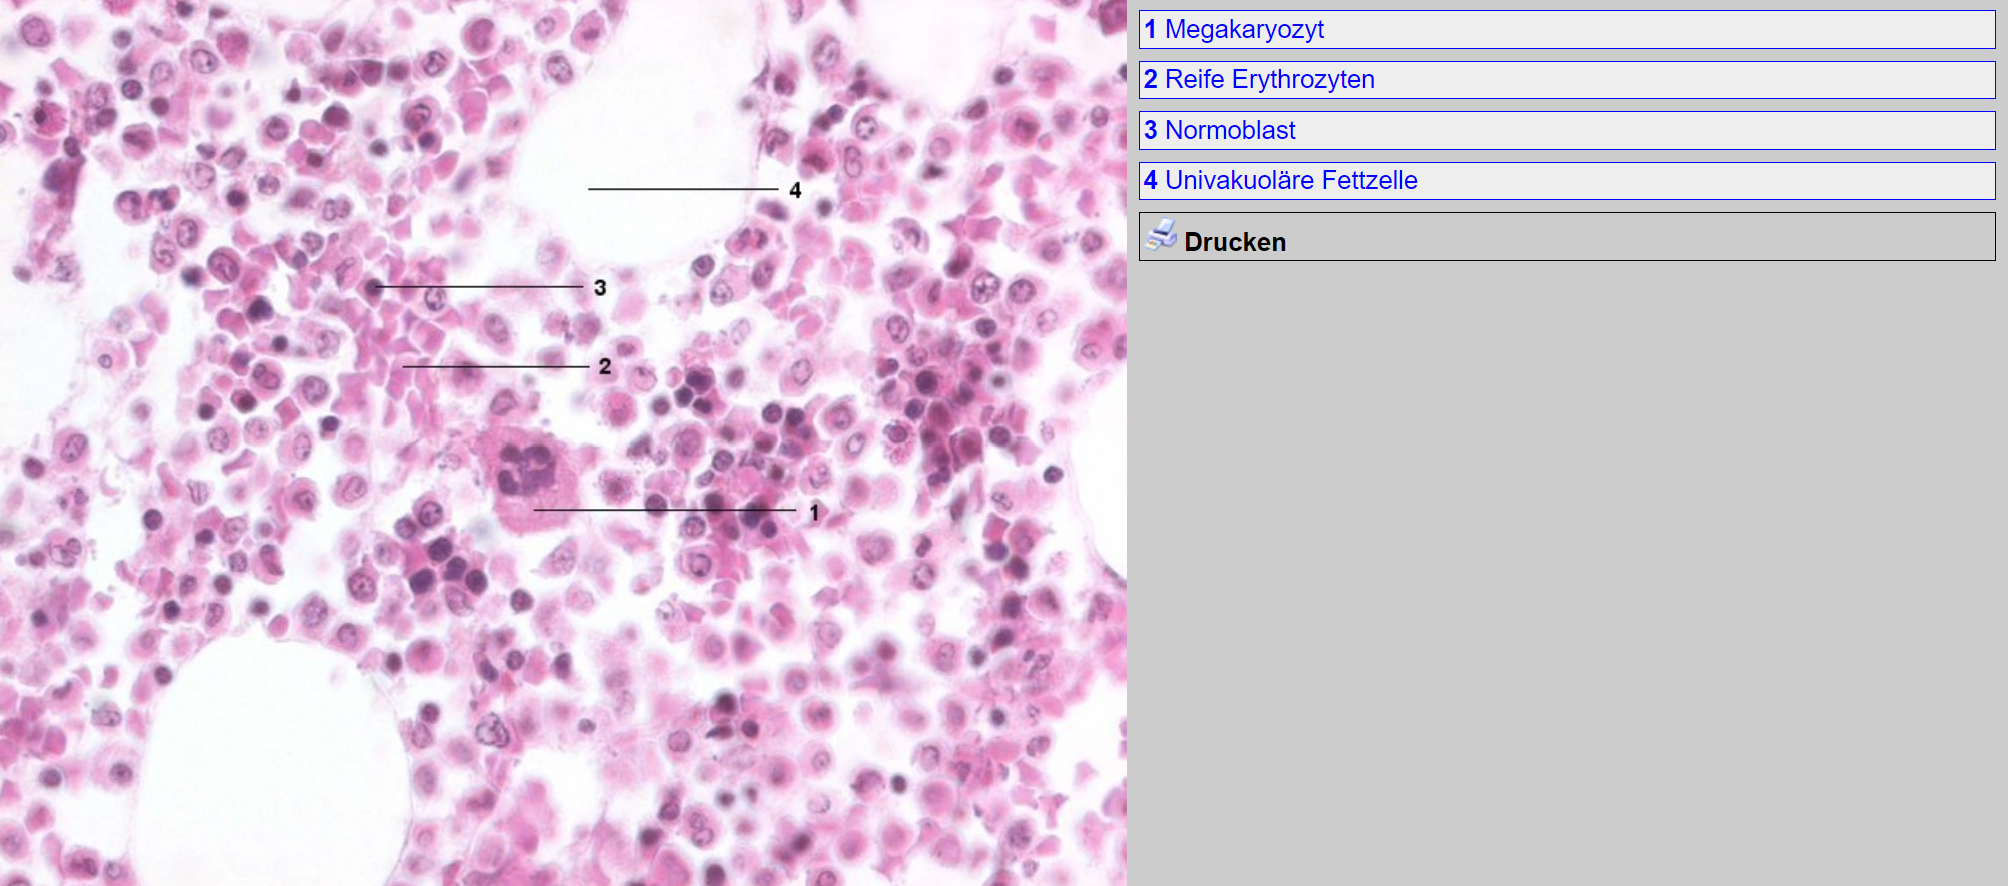 4
3
2
1
1 Megakaryozyt
2 Reife Erythrozyten
3 Normoblast
4 Univakuoläre Fettzelle
Drucken